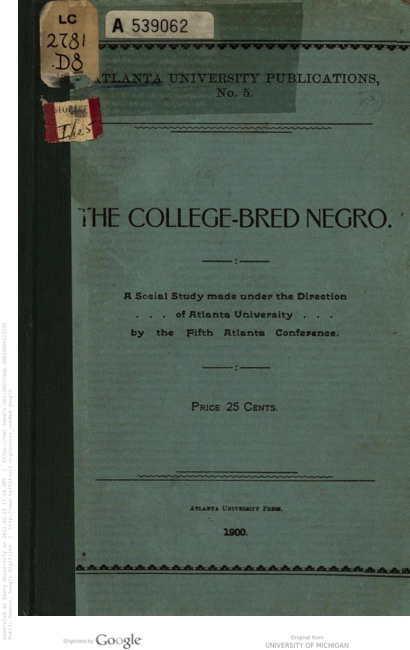 LC
2781
.D8
A 539062
ATLANTA UNIVERSITY PUBLICATIONS,
No. 5.
THE COLLEGE-BRED NEGRO.
A Social Study made under the Direction
. . . of Atlanta University . . .
by the Fifth Atlanta Conference.
PRICE 25 CENTS.
ATLANTA UNIVERSITY PRESS.
1900.
Digitized by Google
Original from
UNIVERSITY OF MICHIGAN